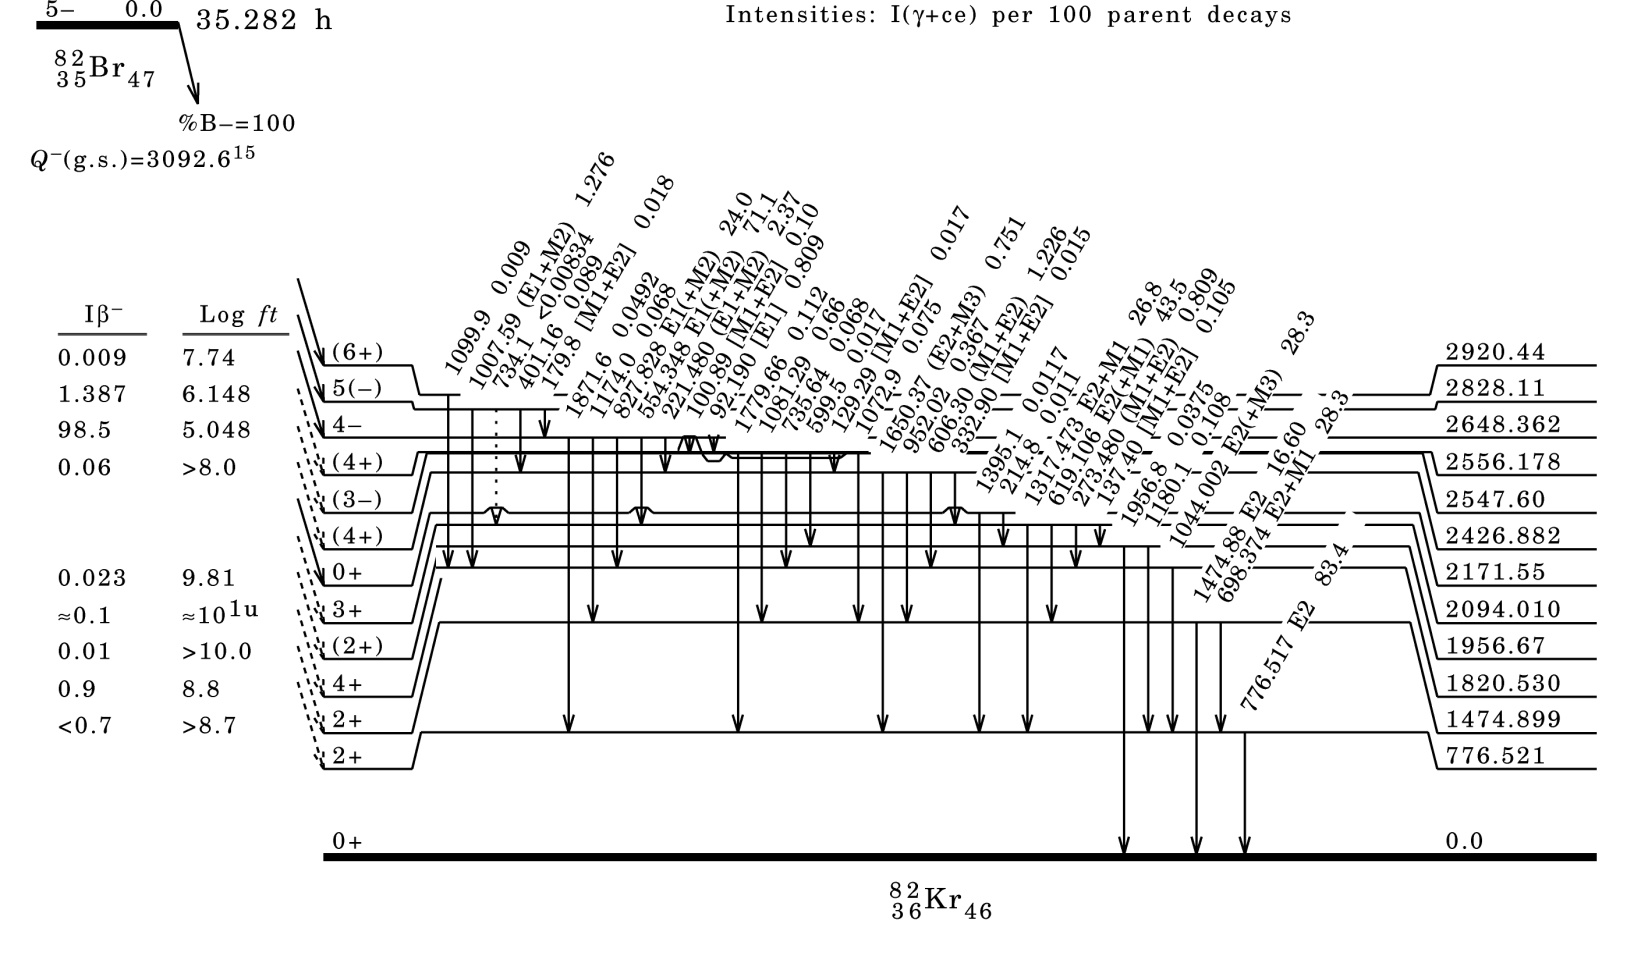 5−   0.0
35.282 h
Intensities: I(γ+ce) per 100 parent decays
82
35 Br 47
%B−=100
Q−(g.s.)=3092.6 15
Iβ−   Log ft
0.009   7.74
1.387   6.148
98.5   5.048
0.06   >8.0
0.023   9.81
≈0.1   ≈10 1u
0.01   >10.0
0.9   8.8
<0.7   >8.7
1099.9   0.009
1007.59 (E1+M2)   1.276
734.1   <0.00834
401.16   0.089
179.8 [M1+E2]   0.018
1871.6   0.0492
1174.0   0.068
827.828 E1(+M2)   24.0
554.348 E1(+M2)   71.1
221.480 (E1+M2)   2.37
100.89 [M1+E2]   0.10
92.190 [E1]   0.809
1779.66   0.112
1081.29   0.66
735.64   0.068
599.5   0.017
129.29 [M1+E2]   0.017
1072.9   0.075
1650.37 (E2+M3)   0.751
952.02   0.367
606.30 (M1+E2)   1.226
332.90 [M1+E2]   0.015
1395.1   0.0117
214.8   0.011
1317.473 E2+M1   26.8
619.106 E2(+M1)   43.5
273.480 (M1+E2)   0.809
137.40 [M1+E2]   0.105
1956.8   0.0375
1180.1   0.108
1044.002 E2(+M3)   28.3
1474.88 E2   16.60
698.374 E2+M1   28.3
776.517 E2   83.4
(6+)   2920.44
5(−)   2828.11
4−   2648.362
(4+)   2556.178
(3−)   2547.60
(4+)   2426.882
0+   2171.55
3+   2094.010
(2+)   1956.67
4+   1820.530
2+   1474.899
2+   776.521
0+   0.0
82
36 Kr 46